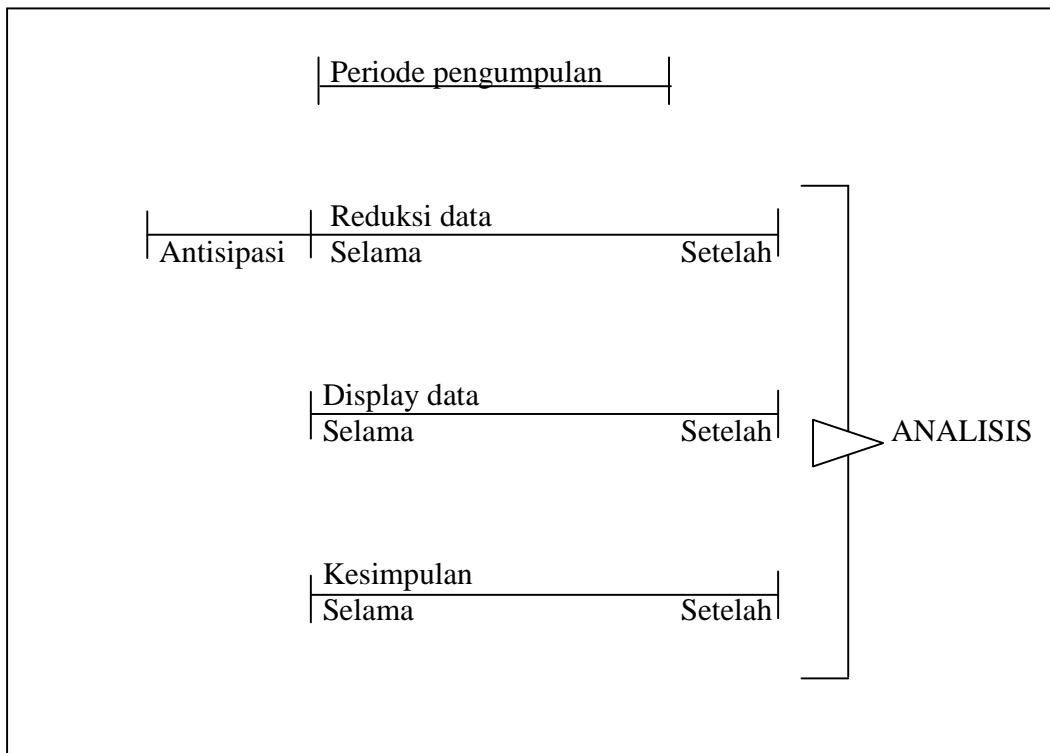 Periode pengumpulan
Reduksi data
Antisipasi Selama Setelah
Display data
Selama Setelah
ANALISIS
Kesimpulan
Selama Setelah